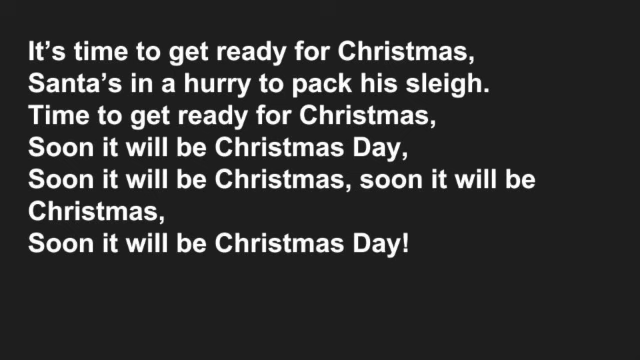 It's time to get ready for Christmas,
Santa's in a hurry to pack his sleigh.
Time to get ready for Christmas,
Soon it will be Christmas Day,
Soon it will be Christmas, soon it will be
Christmas,
Soon it will be Christmas Day!